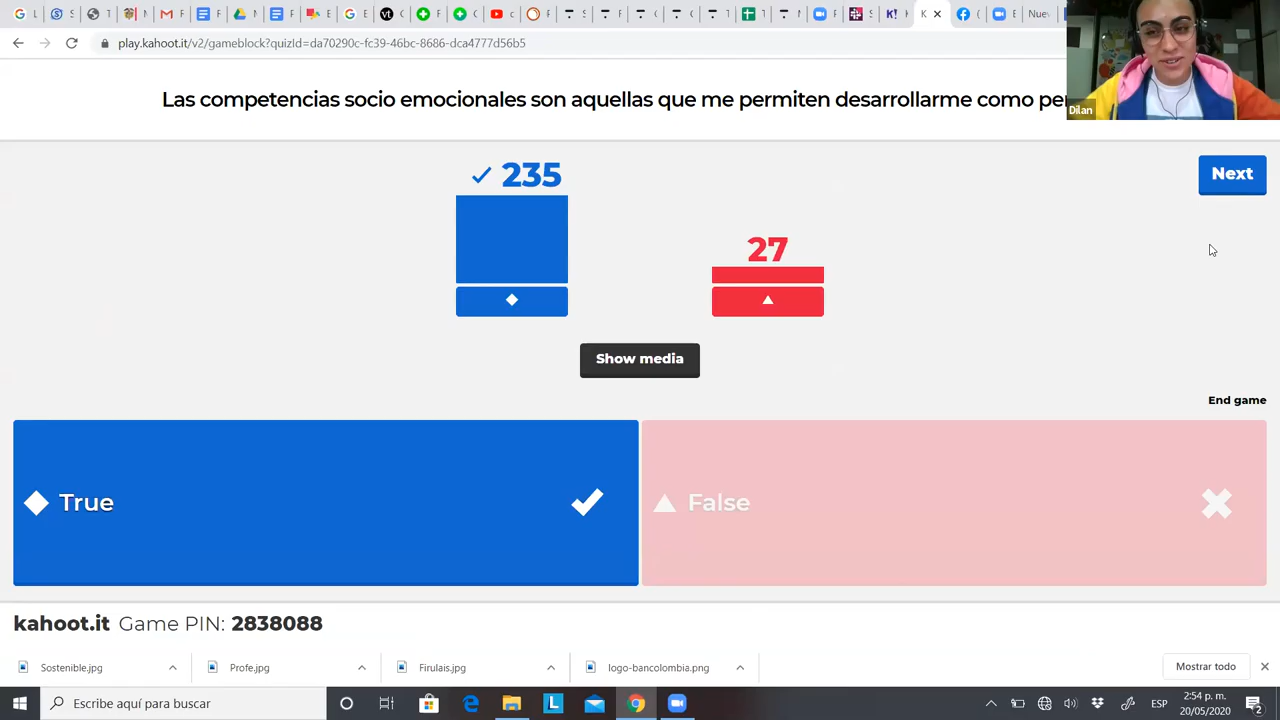 play.kahoot.it/v2/gameblock?quizId=da70290c-fc39-46bc-8686-dca4777d56b5
Dilan
Las competencias socio emocionales son aquellas que me permiten desarrollarme como
235
Next
27
Show media
End game
True
False
kahoot.it Game PIN: 2838088
Sostenible.jpg
Profe.jpg
Firulais.jpg
logo-bancolombia.png
Mostrar todo
Escribe aquí para buscar
ESP
2:54 p. m.
20/05/2020
2